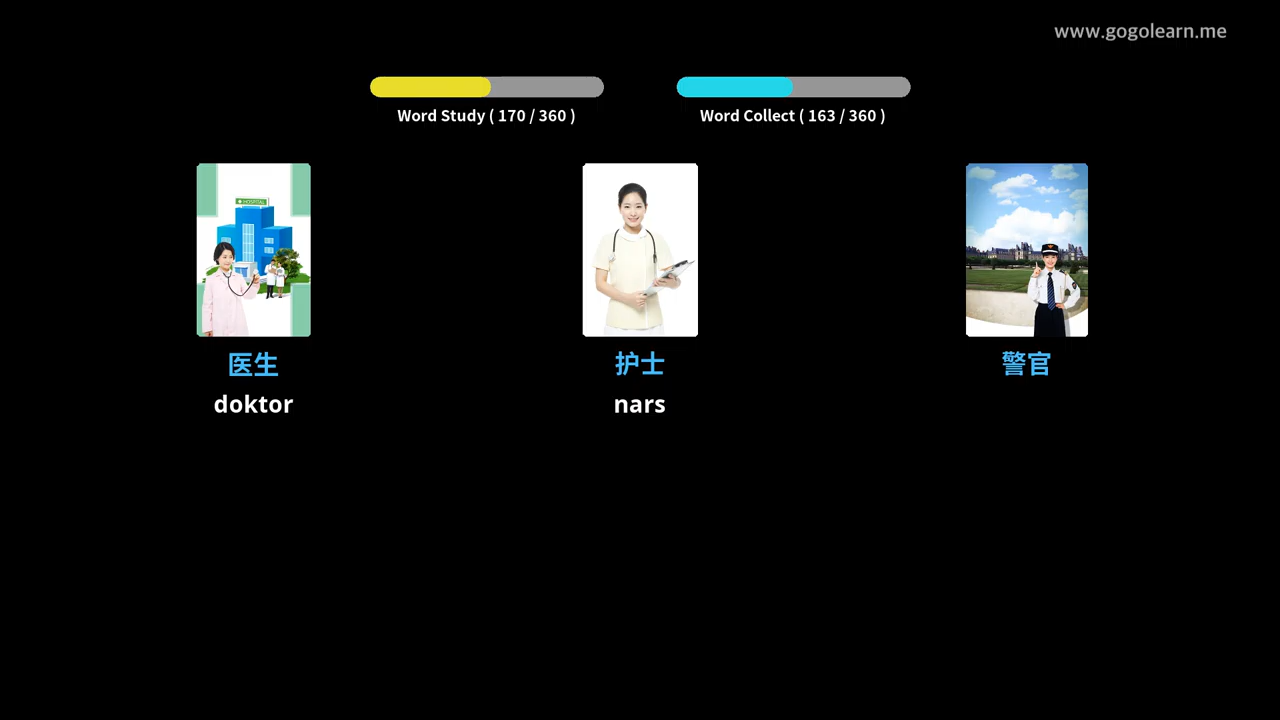 www.gogolearn.me
Word Study ( 170 / 360 )
Word Collect ( 163 / 360 )
HOSPITAL
医生
护士
警官
doktor
nars